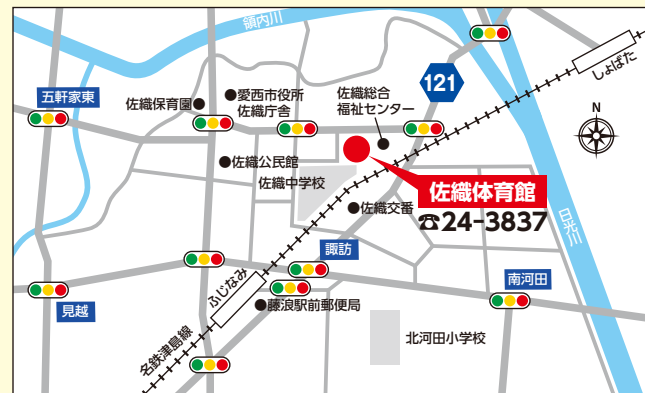 領内川
しょばた
121
五軒家東
佐織保育園
愛西市役所
佐織庁舎
佐織総合
福祉センター
N
佐織公民館
佐織中学校
佐織体育館
☎24-3837
佐織交番
日光川
諏訪
見越
ふじなみ
南河田
藤浪駅前郵便局
名鉄津島線
北河田小学校